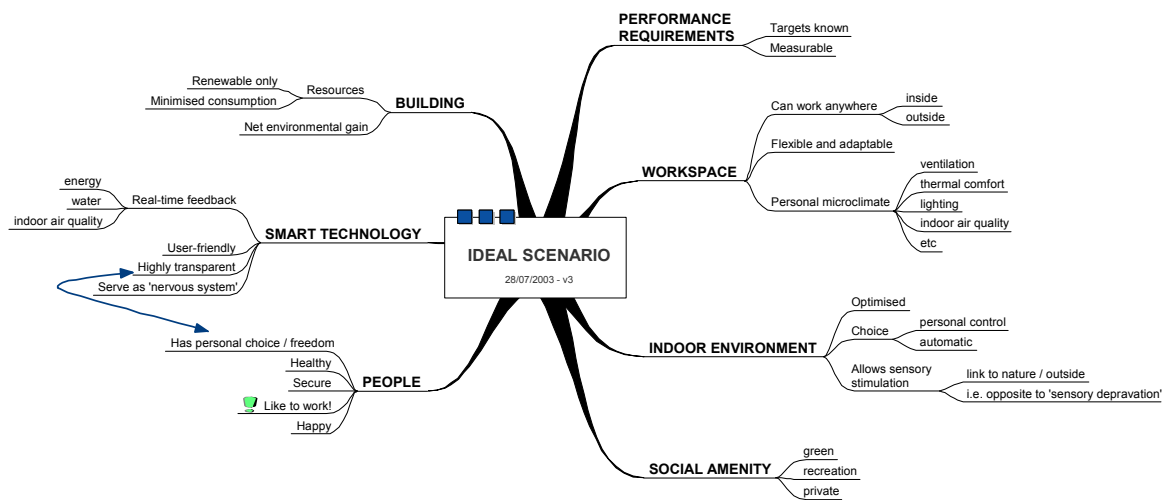 IDEAL SCENARIO
28/07/2003 - v3
PERFORMANCE
REQUIREMENTS
Targets known
Measurable
WORKSPACE
Can work anywhere
inside
outside
Flexible and adaptable
Personal microclimate
ventilation
thermal comfort
lighting
indoor air quality
etc
INDOOR ENVIRONMENT
Optimised
Choice
personal control
automatic
Allows sensory
stimulation
link to nature / outside
i.e. opposite to 'sensory depravation'
SOCIAL AMENITY
green
recreation
private
PEOPLE
Has personal choice / freedom
Healthy
Secure
Like to work!
Happy
SMART TECHNOLOGY
Real-time feedback
energy
water
indoor air quality
User-friendly
Highly transparent
Serve as 'nervous system'
BUILDING
Resources
Renewable only
Minimised consumption
Net environmental gain